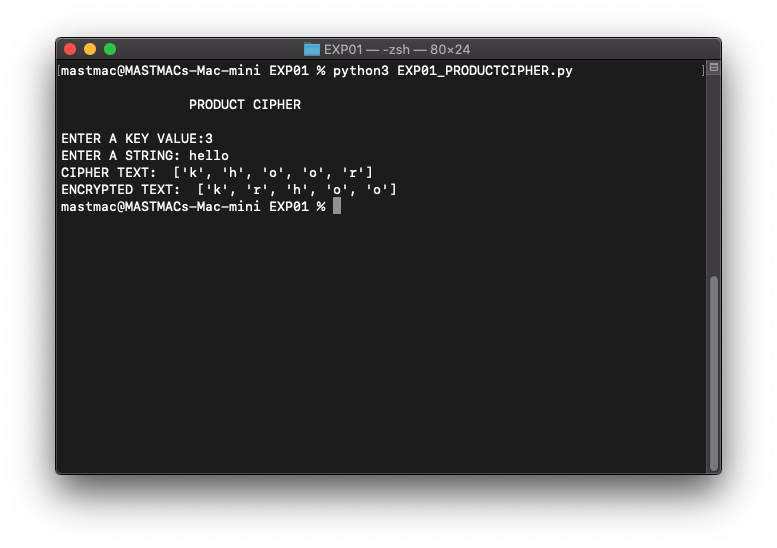 EXP01 — -zsh — 80×24
[mastmac@MASTMACs-Mac-mini EXP01 % python3 EXP01_PRODUCTCIPHER.py ]
PRODUCT CIPHER
ENTER A KEY VALUE:3
ENTER A STRING: hello
CIPHER TEXT:  ['k', 'h', 'o', 'o', 'r']
ENCRYPTED TEXT:  ['k', 'r', 'h', 'o', 'o']
mastmac@MASTMACs-Mac-mini EXP01 %